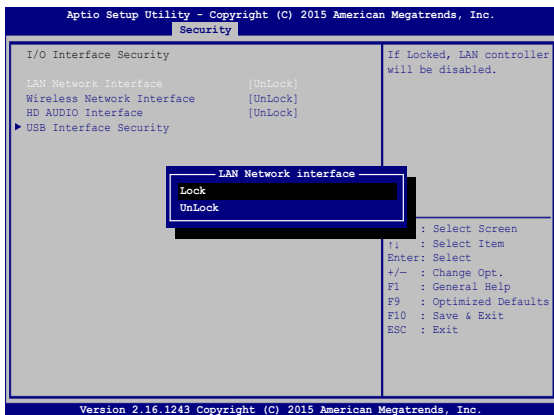 Aptio Setup Utility - Copyright (C) 2015 American Megatrends, Inc.
Security
I/O Interface Security
LAN Network Interface [UnLock]
Wireless Network Interface [UnLock]
HD AUDIO Interface [UnLock]
USB Interface Security
If Locked, LAN controller
will be disabled.
LAN Network interface
Lock
UnLock
: Select Screen
↑↓ : Select Item
Enter: Select
+/— : Change Opt.
F1 : General Help
F9 : Optimized Defaults
F10 : Save & Exit
ESC : Exit
Version 2.16.1243 Copyright (C) 2015 American Megatrends, Inc.